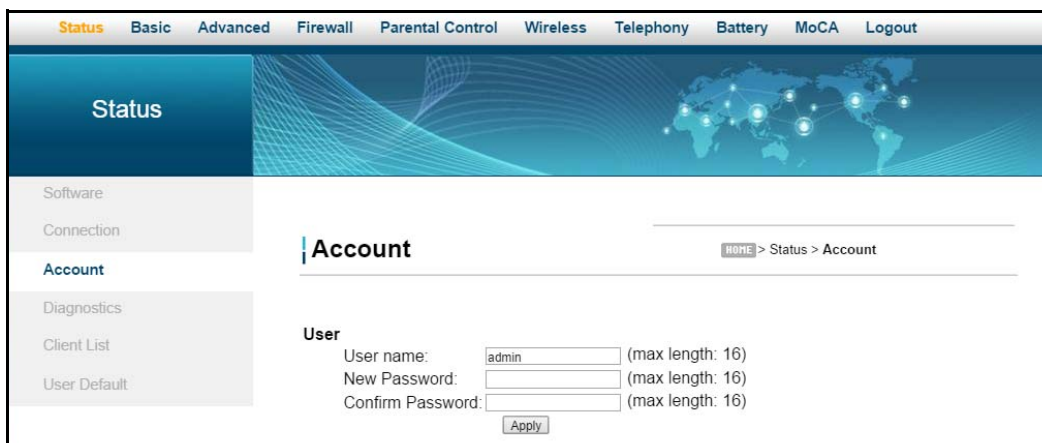 Status Basic Advanced Firewall Parental Control Wireless Telephony Battery MoCA Logout
Status
Software
Connection
Account
Diagnostics
Client List
User Default
Account
HOME > Status > Account
User
User name: admin (max length: 16)
New Password: (max length: 16)
Confirm Password: (max length: 16)
Apply